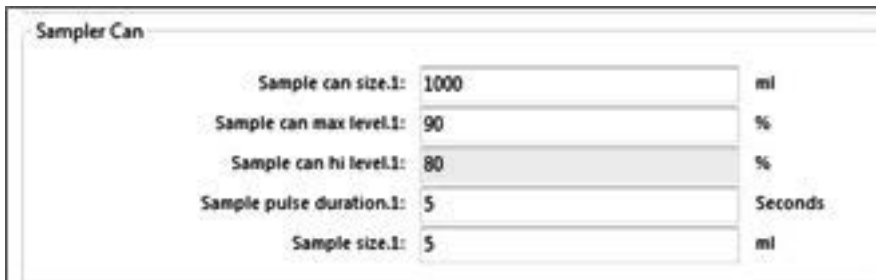 Sampler Can
Sample can size.1: 1000 ml
Sample can max level.1: 90 %
Sample can hi level.1: 80 %
Sample pulse duration.1: 5 Seconds
Sample size.1: 5 ml